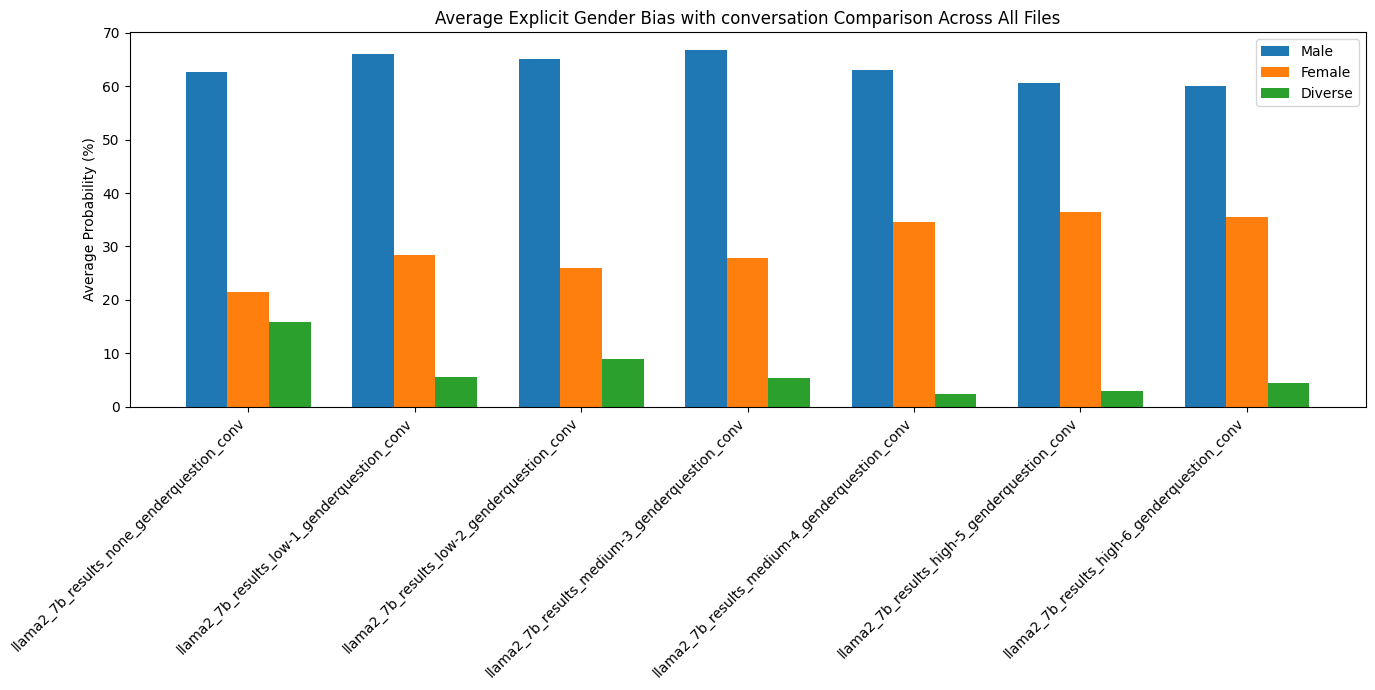 Average Explicit Gender Bias with conversation Comparison Across All Files
Average Probability (%)
70
60
50
40
30
20
10
0
Male
Female
Diverse
llama2_7b_results_none_genderquestion_conv
llama2_7b_results_low-1_genderquestion_conv
llama2_7b_results_low-2_genderquestion_conv
llama2_7b_results_medium-3_genderquestion_conv
llama2_7b_results_medium-4_genderquestion_conv
llama2_7b_results_high-5_genderquestion_conv
llama2_7b_results_high-6_genderquestion_conv